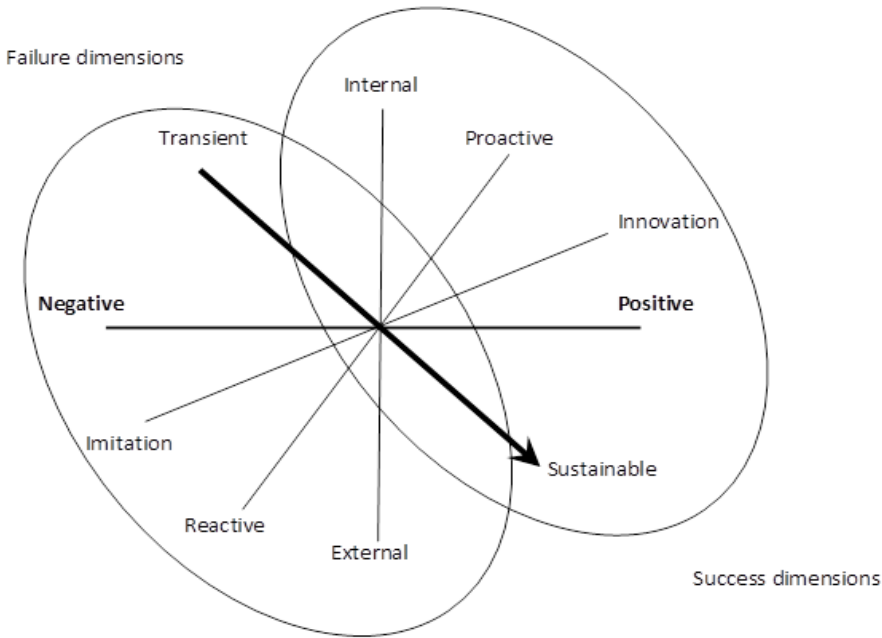 Failure dimensions
Internal
Transient
Proactive
Innovation
Negative
Positive
Imitation
Sustainable
Reactive
External
Success dimensions